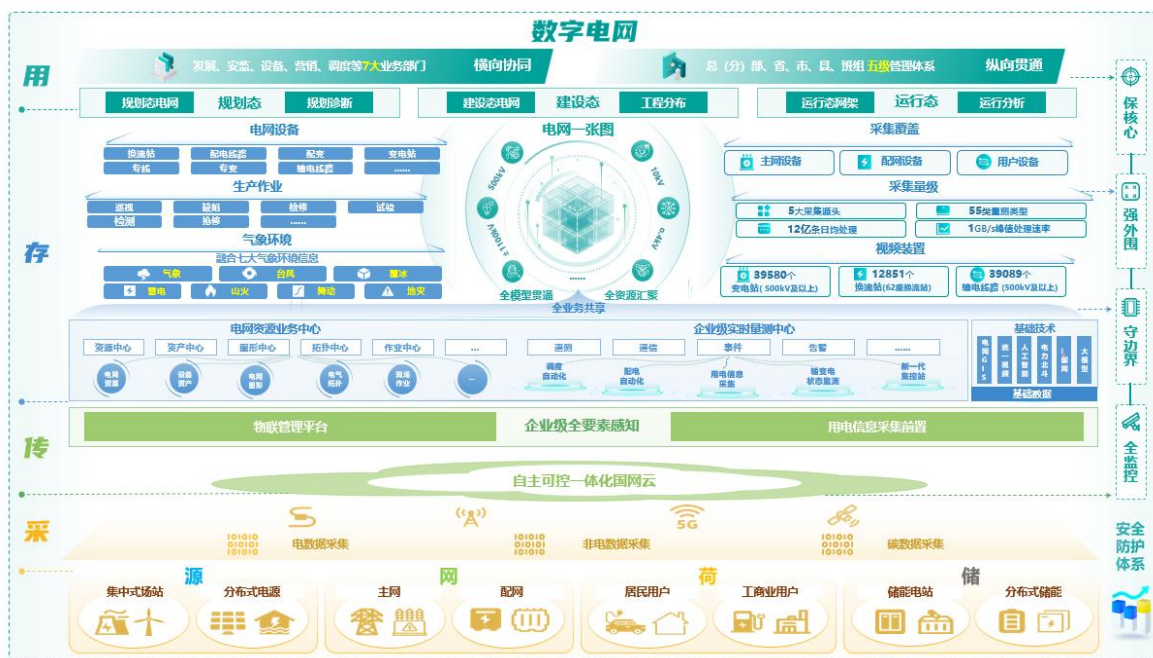 数字电网
用
发展、安监、设备、营销、调度等7大业务部门
横向协同
总（分）部、省、市、县、班组 五级管理体系
纵向贯通
规划态电网
规划态
规划诊断
建设态电网
建设态
工程分布
运行态网架
运行态
运行分析
存
电网设备
换流站
配电线路
配变
变电站
专线
专变
输电线路
......
生产作业
巡视
缺陷
检修
试验
检测
抢修
......
气象环境
融合七大气象环境信息
气象
台风
覆冰
雷电
山火
舞动
地灾
电网一张图
500kV
10kV
±1100kV
0.4kV
......
全模型贯通
全资源汇聚
采集覆盖
主网设备
配网设备
用户设备
采集量级
5大采集源头
55类量测类型
12亿条日均处理
1GB/s峰值处理速率
视频装置
39580个
变电站( 500kV及以上)
12851个
换流站(62座换流站)
39089个
输电线路 (500kV及以上)
全业务共享
电网资源业务中心
资源中心
资产中心
图形中心
拓扑中心
作业中心
...
电网
资源
设备
资产
电网
图形
电气
拓扑
现场
作业
...
企业级实时量测中心
遥测
遥信
事件
告警
......
调度
自动化
配电
自动化
用电信息
采集
输变电
状态监测
新一代
集控站
基础技术
电网GIS
统一视频
人工智能
电力北斗
i国网
大模型
基础数据
传
物联管理平台
企业级全要素感知
用电信息采集前置
自主可控一体化国网云
采
5G
010101
101010
101010
电数据采集
010101
101010
101010
非电数据采集
010101
101010
101010
碳数据采集
源
集中式场站
分布式电源
网
主网
配网
荷
居民用户
工商业用户
储
储能电站
分布式储能
保核心
强外围
守边界
全监控
安全
防护
体系